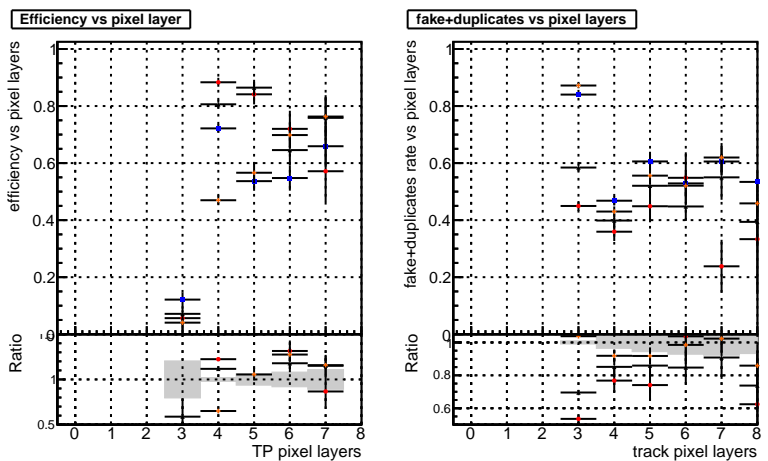 Efficiency vs pixel layer
efficiency vs pixel layers
1
0.8
0.6
0.4
0.2
0
Ratio
1
0.5
0 1 2 3 4 5 6 7 8
TP pixel layers
fake+duplicates vs pixel layers
fake+duplicates rate vs pixel layers
1
0.8
0.6
0.4
0.2
0
Ratio
0.8
0.6
0 1 2 3 4 5 6 7 8
track pixel layers